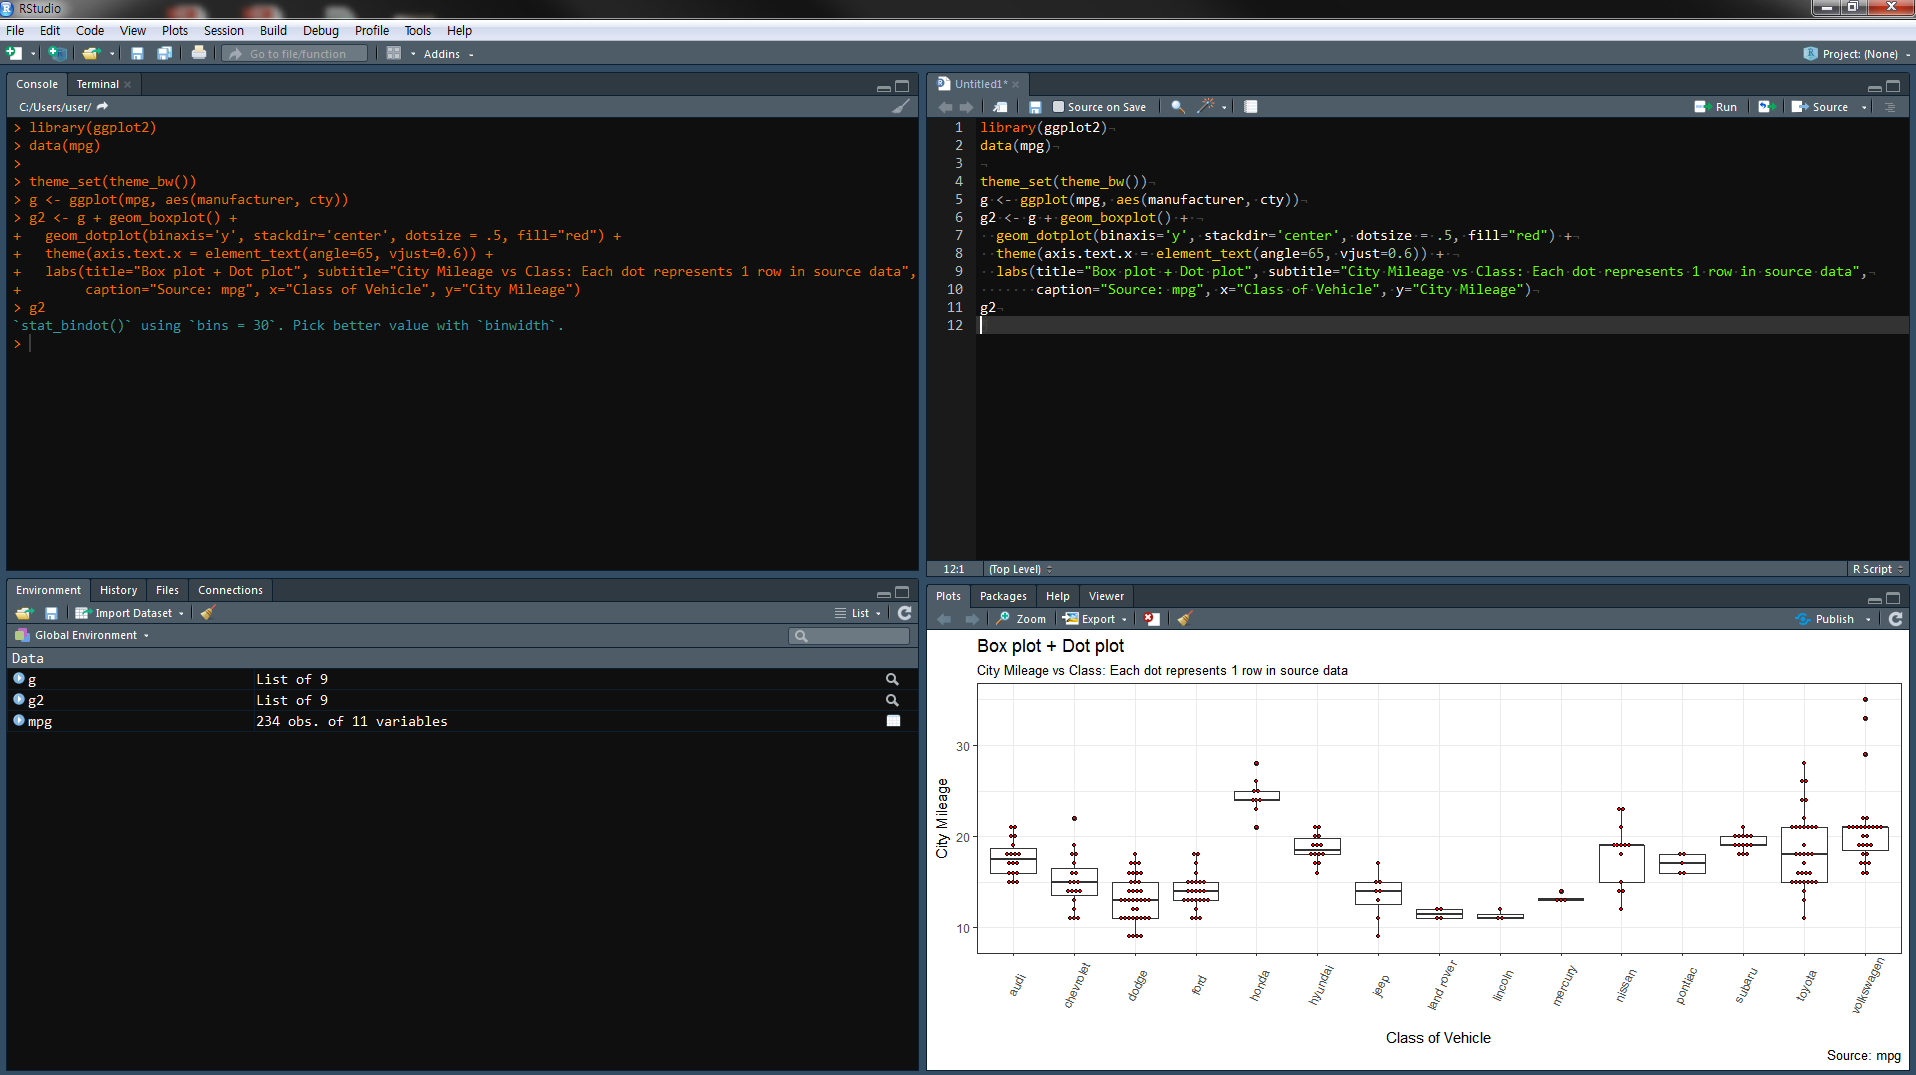 RStudio
File Edit Code View Plots Session Build Debug Profile Tools Help
Go to file/function Addins Project: (None)
Console Terminal
C:/Users/user/
> library(ggplot2)
> data(mpg)
>
> theme_set(theme_bw())
> g <- ggplot(mpg, aes(manufacturer, cty))
> g2 <- g + geom_boxplot() +
+   geom_dotplot(binaxis='y', stackdir='center', dotsize = .5, fill="red") +
+   theme(axis.text.x = element_text(angle=65, vjust=0.6)) +
+   labs(title="Box plot + Dot plot", subtitle="City Mileage vs Class: Each dot represents 1 row in source data",
+        caption="Source: mpg", x="Class of Vehicle", y="City Mileage")
> g2
`stat_bindot()` using `bins = 30`. Pick better value with `binwidth`.
>
Untitled1*
Source on Save Run Source
1 library(ggplot2)
2 data(mpg)
3
4 theme_set(theme_bw())
5 g <- ggplot(mpg, aes(manufacturer, cty))
6 g2 <- g + geom_boxplot() +
7   geom_dotplot(binaxis='y', stackdir='center', dotsize = .5, fill="red") +
8   theme(axis.text.x = element_text(angle=65, vjust=0.6)) +
9   labs(title="Box plot + Dot plot", subtitle="City Mileage vs Class: Each dot represents 1 row in source data",
10        caption="Source: mpg", x="Class of Vehicle", y="City Mileage")
11 g2
12
12:1 (Top Level) R Script
Environment History Files Connections
Import Dataset List
Global Environment
Data
g List of 9
g2 List of 9
mpg 234 obs. of 11 variables
Plots Packages Help Viewer
Zoom Export Publish
Box plot + Dot plot
City Mileage vs Class: Each dot represents 1 row in source data
City Mileage
30
20
10
audi chevrolet dodge ford honda hyundai jeep land rover lincoln mercury nissan pontiac subaru toyota volkswagen
Class of Vehicle
Source: mpg